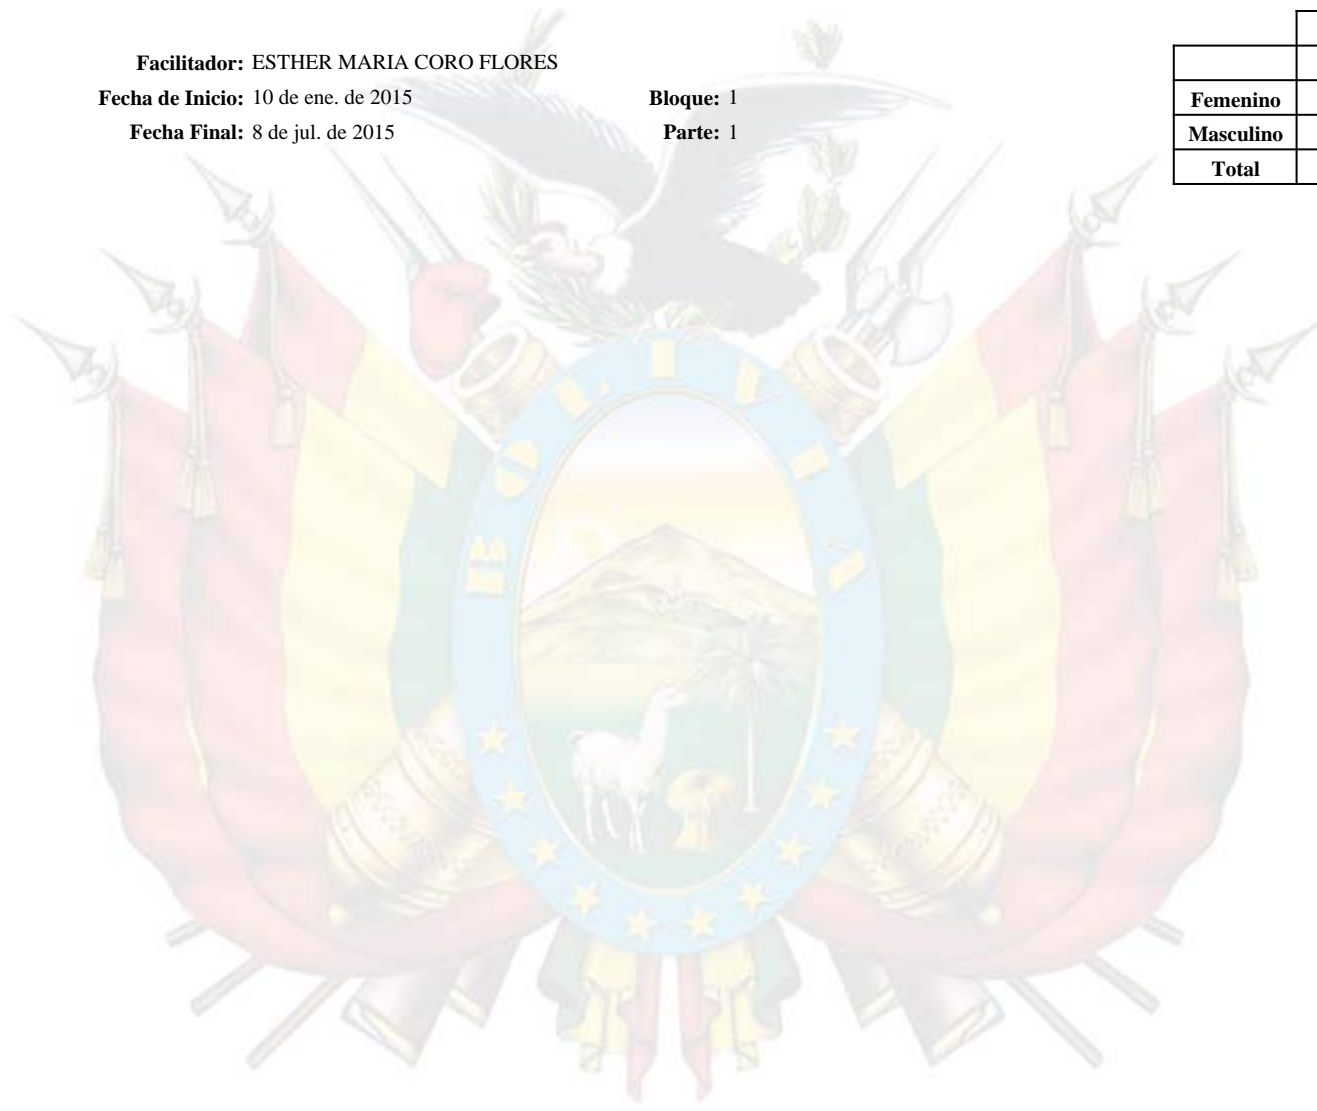 Facilitador: ESTHER MARIA CORO FLORES
Fecha de Inicio: 10 de ene. de 2015 Bloque: 1
Fecha Final: 8 de jul. de 2015 Parte: 1
Femenino
Masculino
Total
BOLIVIA